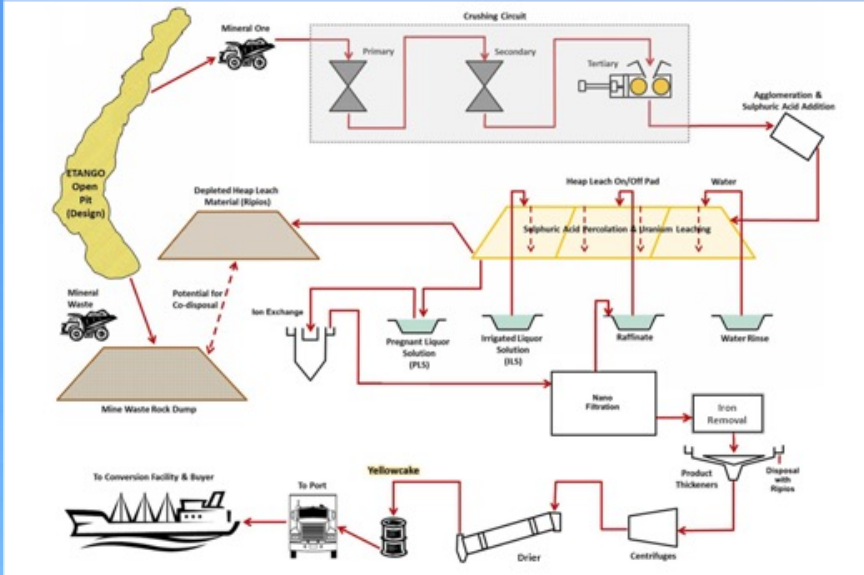 Crushing Circuit
Mineral Ore
Primary
Secondary
Tertiary
Agglomeration &
Sulphuric Acid Addition
ETANGO
Open
Pit
(Design)
Depleted Heap Leach
Material (Ripios)
Heap Leach On/Off Pad
Water
Sulphuric Acid Percolation & Uranium Leaching
Mineral
Waste
Potential for
Co-disposal
Ion Exchange
Pregnant Liquor
Solution
(PLS)
Irrigated Liquor
Solution
(ILS)
Raffinate
Water Rinse
Mine Waste Rock Dump
Nano
Filtration
Iron
Removal
Product
Thickeners
Disposal
with
Ripios
To Conversion Facility & Buyer
To Port
Yellowcake
Drier
Centrifuges